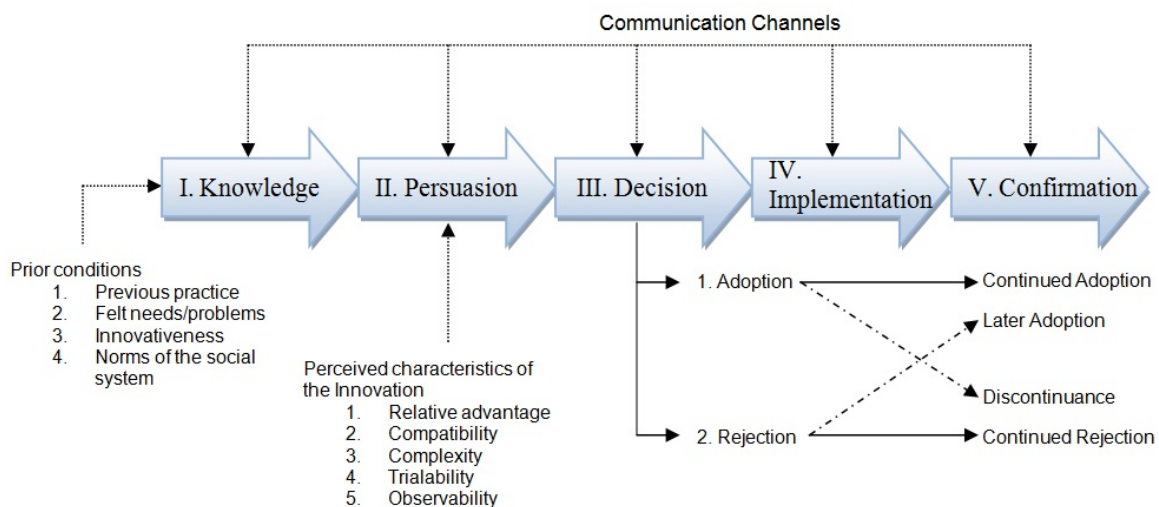 Communication Channels
I. Knowledge
II. Persuasion
III. Decision
IV.
Implementation
V. Confirmation
Prior conditions
1. Previous practice
2. Felt needs/problems
3. Innovativeness
4. Norms of the social
system
Perceived characteristics of
the Innovation
1. Relative advantage
2. Compatibility
3. Complexity
4. Trialability
5. Observability
1. Adoption
2. Rejection
Continued Adoption
Later Adoption
Discontinuance
Continued Rejection